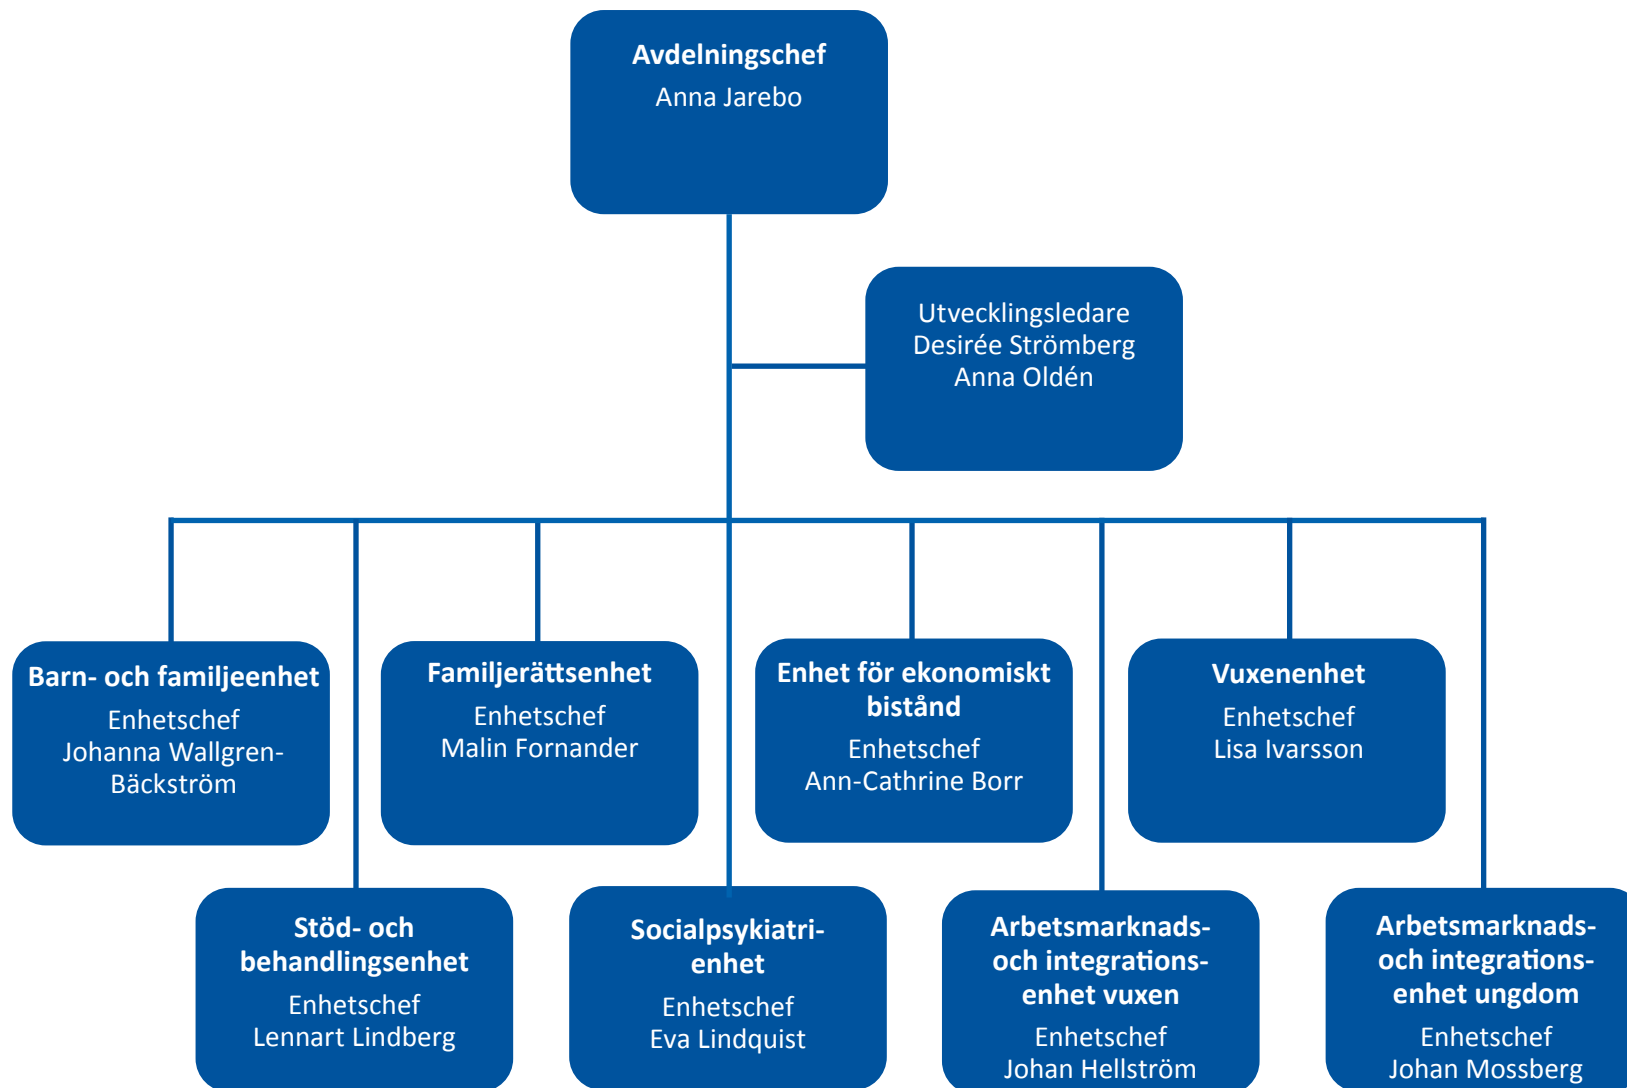 Avdelningschef
Anna Jarebo
Utvecklingsledare
Desirée Strömberg
Anna Oldén
Barn- och familjeenhet
Enhetschef
Johanna Wallgren-
Bäckström
Familjerättsenhet
Enhetschef
Malin Fornander
Enhet för ekonomiskt
bistånd
Enhetschef
Ann-Cathrine Borr
Vuxenenhet
Enhetschef
Lisa Ivarsson
Stöd- och
behandlingsenhet
Enhetschef
Lennart Lindberg
Socialpsykiatri-
enhet
Enhetschef
Eva Lindquist
Arbetsmarknads-
och integrations-
enhet vuxen
Enhetschef
Johan Hellström
Arbetsmarknads-
och integrations-
enhet ungdom
Enhetschef
Johan Mossberg